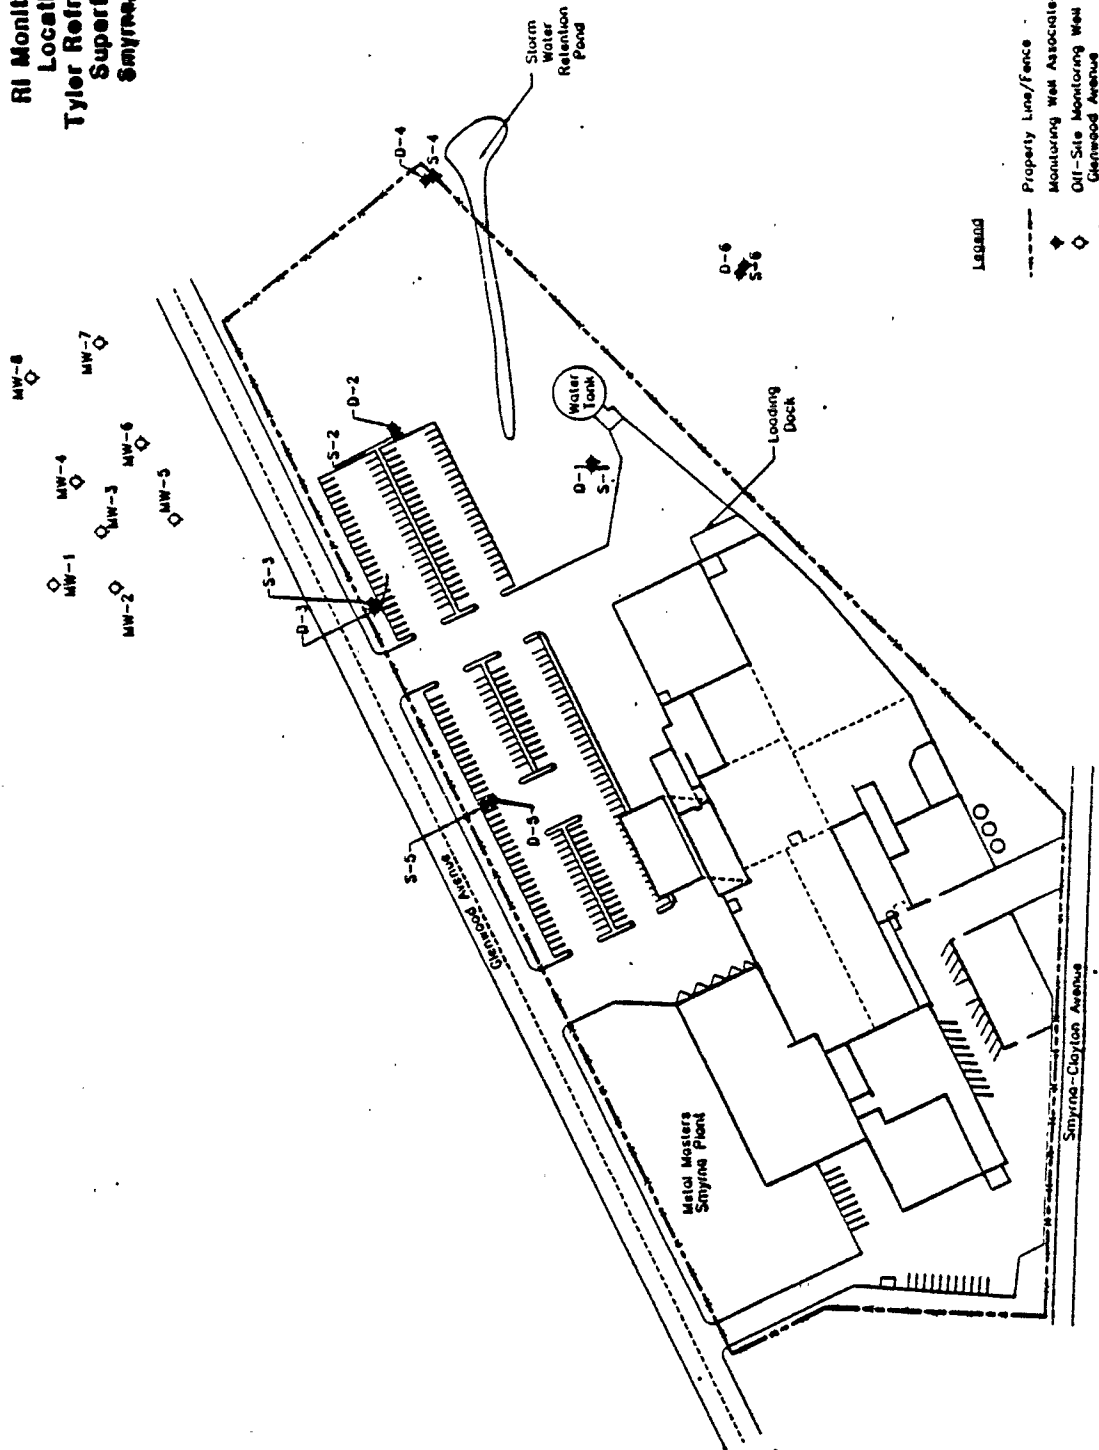 RI Monit
Locati
Tyler Refr
Superf
Smyrna,
Storm
Water
Retention
Pond
D-4
S-4
D-6
S-6
MW-8
MW-7
MW-4
MW-6
MW-3
MW-5
MW-1
MW-2
D-2
S-2
Water
Tank
D-1
S-1
Loading
Dock
S-3
D-3
S-5
D-5
Glenwood Avenue
Metal Masters
Smyrna Plant
Smyrna-Clayton Avenue
Legend
Property Line/Fence
Monitoring Well Associate
Off-Site Monitoring Well
Glenwood Avenue